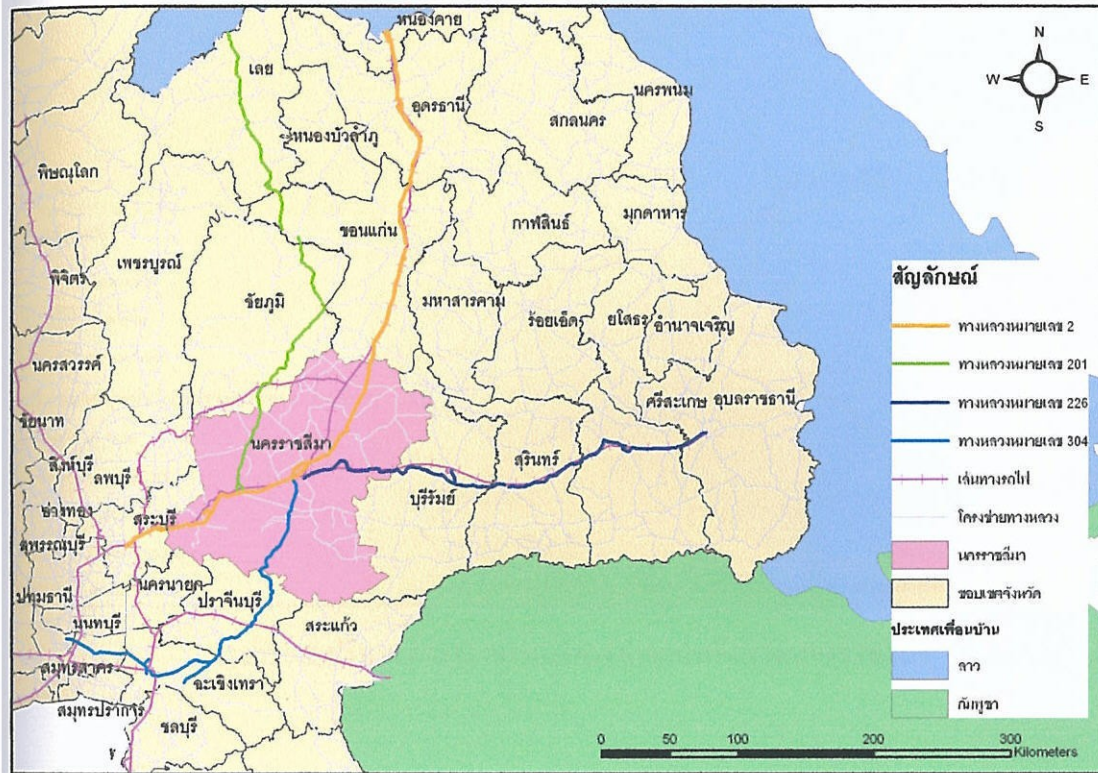 หนองคาย
เลย
อุดรธานี
นครพนม
สกลนคร
หนองบัวลำภู
พิษณุโลก
มุกดาหาร
กาฬสินธุ์
ขอนแก่น
เพชรบูรณ์
พิจิตร
ชัยภูมิ
มหาสารคาม
ร้อยเอ็ด
ยโสธร
อำนาจเจริญ
นครสวรรค์
ศรีสะเกษ
อุบลราชธานี
ชัยนาท
นครราชสีมา
สุรินทร์
สิงห์บุรี
ลพบุรี
บุรีรัมย์
อ่างทอง
สระบุรี
สุพรรณบุรี
นครนายก
ปราจีนบุรี
ปทุมธานี
นนทบุรี
สระแก้ว
สมุทรสาคร
ฉะเชิงเทรา
สมุทรปราการ
ชลบุรี
N
W
E
S
สัญลักษณ์
ทางหลวงหมายเลข 2
ทางหลวงหมายเลข 201
ทางหลวงหมายเลข 226
ทางหลวงหมายเลข 304
เส้นทางรถไฟ
โครงข่ายทางหลวง
นครราชสีมา
ขอบเขตจังหวัด
ประเทศเพื่อนบ้าน
ลาว
กัมพูชา
0 50 100 200 300
Kilometers